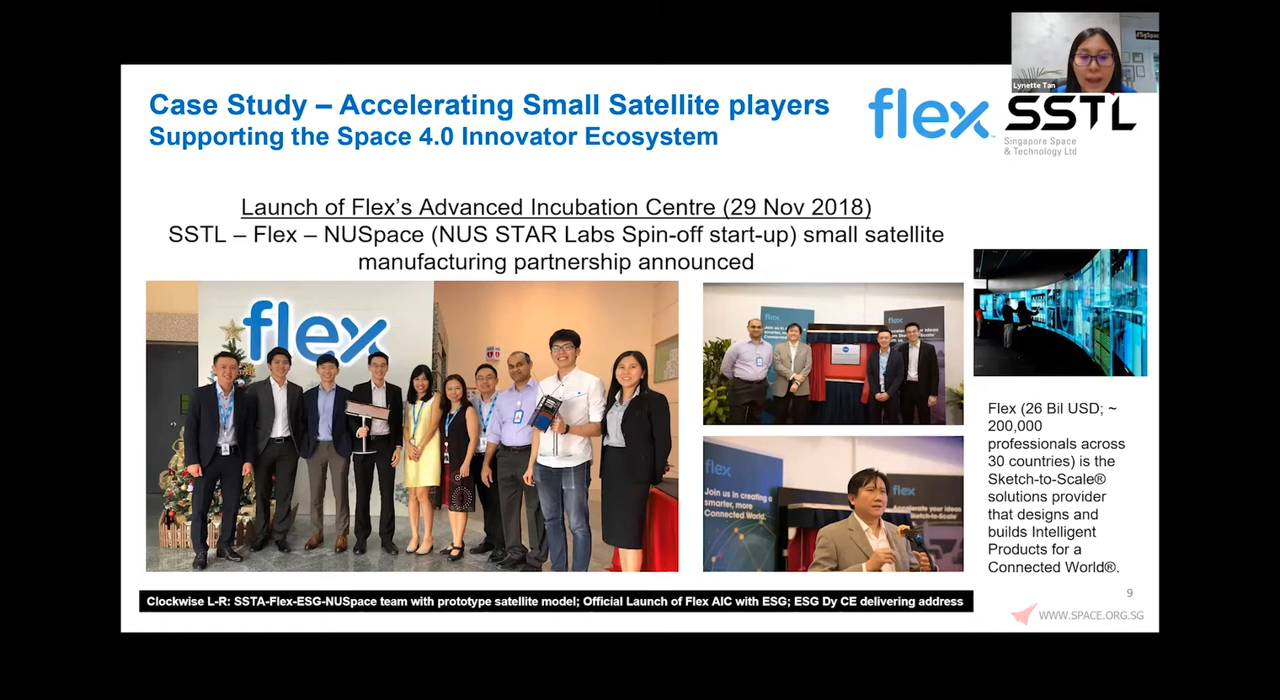 #SgSpac
Lynette Tan
Case Study – Accelerating Small Satellite players
Supporting the Space 4.0 Innovator Ecosystem
flex
SSTL
Singapore Space
& Technology Ltd
Launch of Flex's Advanced Incubation Centre (29 Nov 2018)
SSTL – Flex – NUSpace (NUS STAR Labs Spin-off start-up) small satellite
manufacturing partnership announced
flex
flex
Join us in creating a
smarter, more
Connected World.
flex
Accelerate your ideas
Sketch-to-Scale
Flex (26 Bil USD; ~
200,000
professionals across
30 countries) is the
Sketch-to-Scale®
solutions provider
that designs and
builds Intelligent
Products for a
Connected World®.
Clockwise L-R: SSTA-Flex-ESG-NUSpace team with prototype satellite model; Official Launch of Flex AIC with ESG; ESG Dy CE delivering address
9
WWW.SPACE.ORG.SG